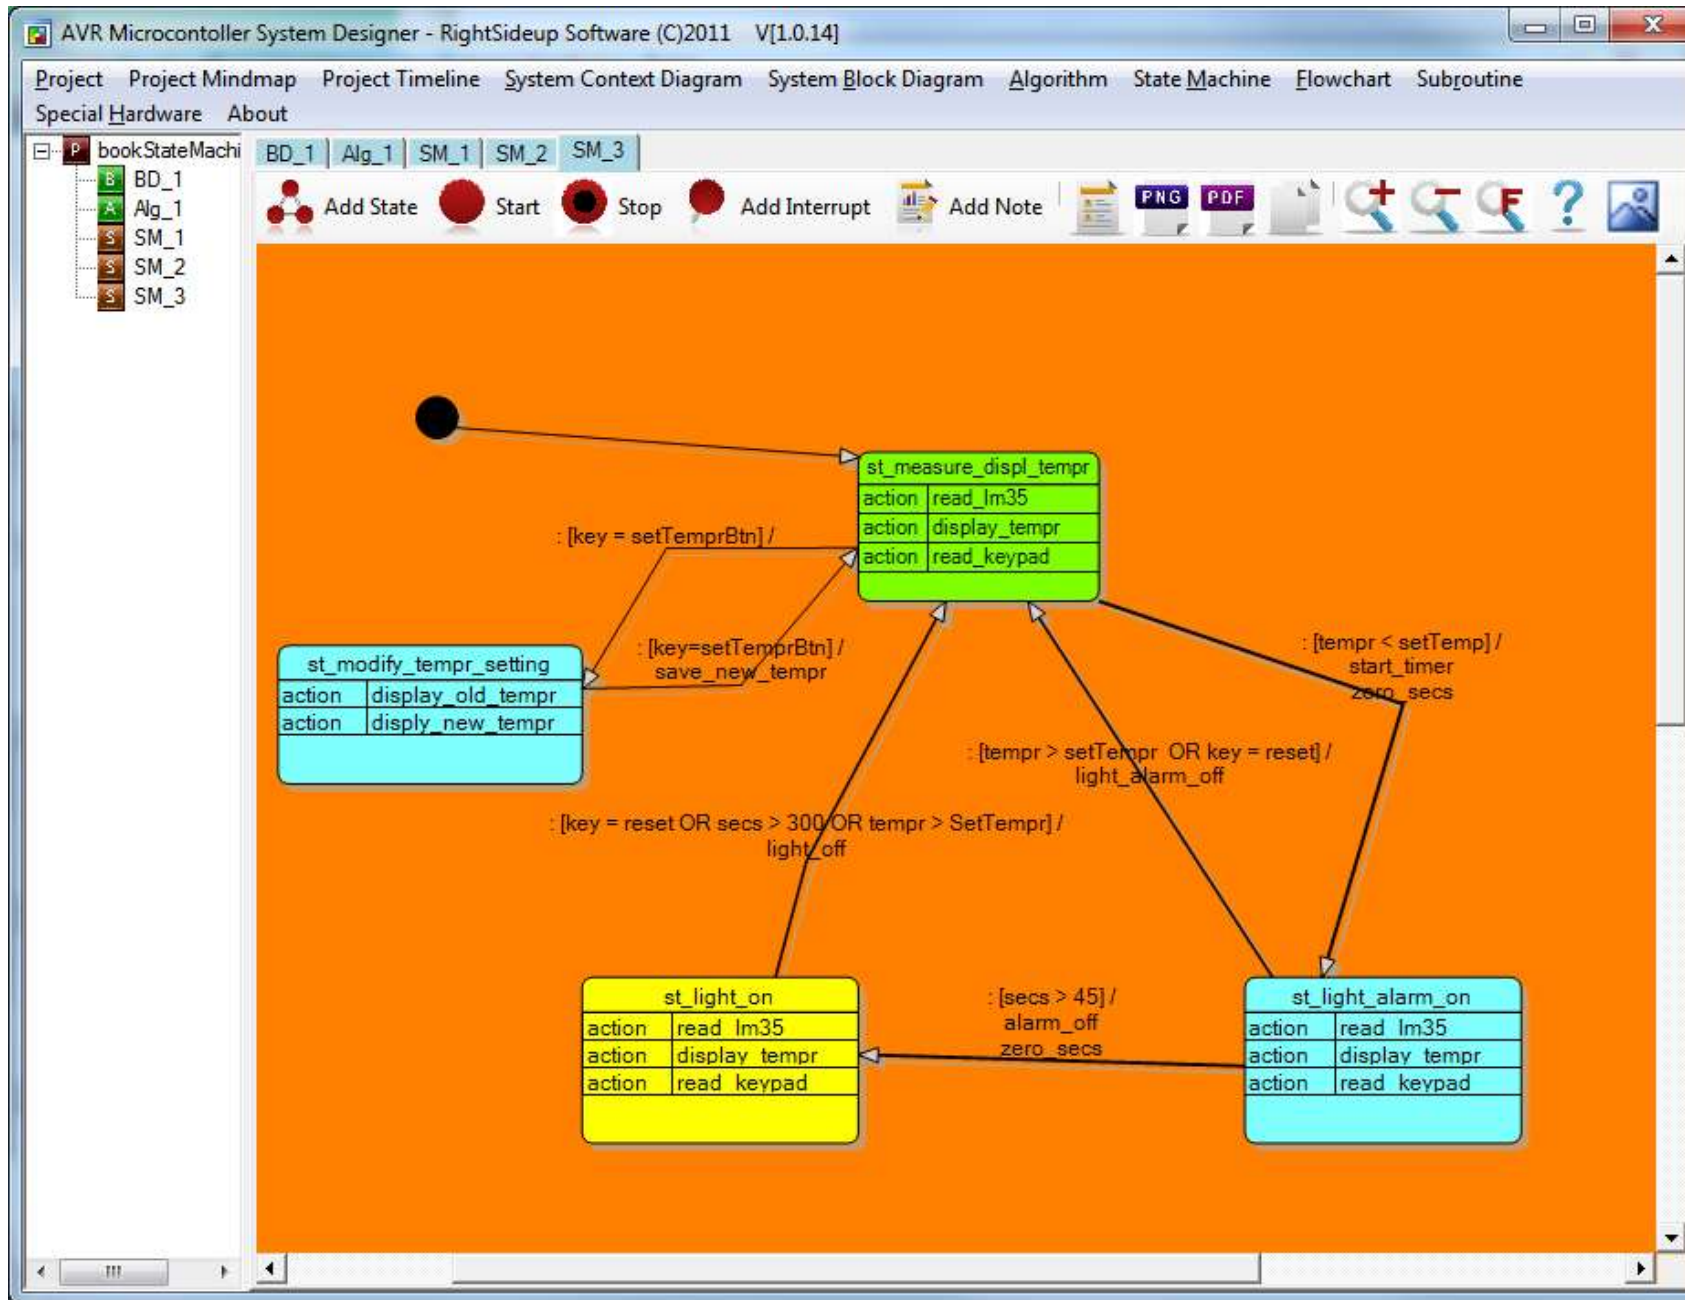 AVR Microcontoller System Designer - RightSideup Software (C)2011 V[1.0.14]
Project Project Mindmap Project Timeline System Context Diagram System Block Diagram Algorithm State Machine Flowchart Subroutine
Special Hardware About
P bookStateMachi
B BD_1
A Alg_1
S SM_1
S SM_2
S SM_3
BD_1 Alg_1 SM_1 SM_2 SM_3
Add State Start Stop Add Interrupt Add Note PNG PDF F ?
st_measure_displ_tempr
action read_lm35
action display_tempr
action read_keypad
: [key = setTemprBtn] /
: [key=setTemprBtn] /
save_new_tempr
st_modify_tempr_setting
action display_old_tempr
action disply_new_tempr
: [tempr < setTemp] /
start_timer
zero_secs
: [tempr > setTempr OR key = reset] /
light_alarm_off
: [key = reset OR secs > 300 OR tempr > SetTempr] /
light_off
st_light_on
action read_lm35
action display_tempr
action read_keypad
: [secs > 45] /
alarm_off
zero_secs
st_light_alarm_on
action read_lm35
action display_tempr
action read_keypad